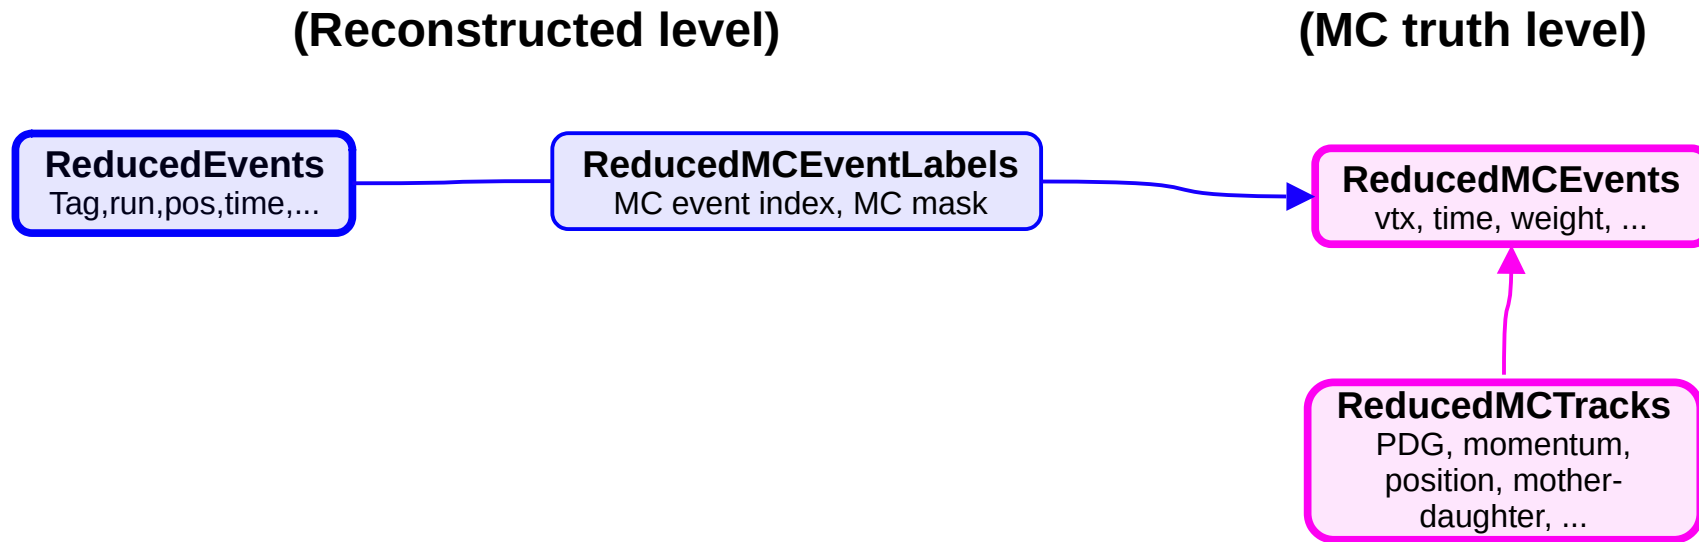 (Reconstructed level)
(MC truth level)
ReducedEvents
Tag,run,pos,time,...
ReducedMCEventLabels
MC event index, MC mask
ReducedMCEvents
vtx, time, weight, ...
ReducedMCTracks
PDG, momentum,
position, mother-
daughter, ...